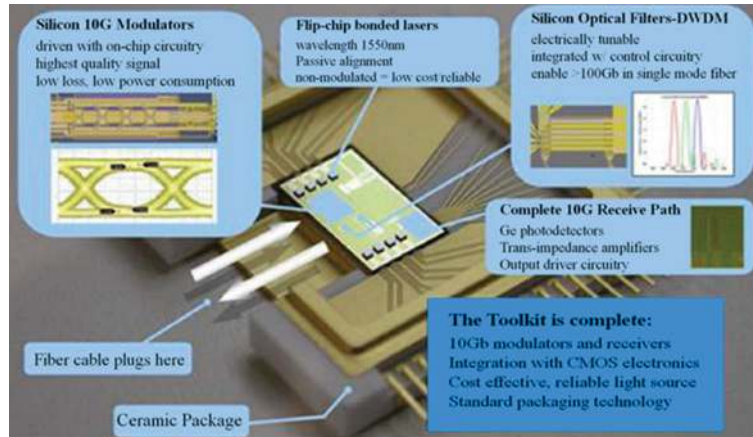 Silicon 10G Modulators
driven with on-chip circuitry
highest quality signal
low loss, low power consumption
Flip-chip bonded lasers
wavelength 1550nm
Passive alignment
non-modulated = low cost reliable
Silicon Optical Filters-DWDM
electrically tunable
integrated w/ control circuitry
enable >100Gb in single mode fiber
Complete 10G Receive Path
Ge photodetectors
Trans-impedance amplifiers
Output driver circuitry
Fiber cable plugs here
Ceramic Package
The Toolkit is complete:
10Gb modulators and receivers
Integration with CMOS electronics
Cost effective, reliable light source
Standard packaging technology